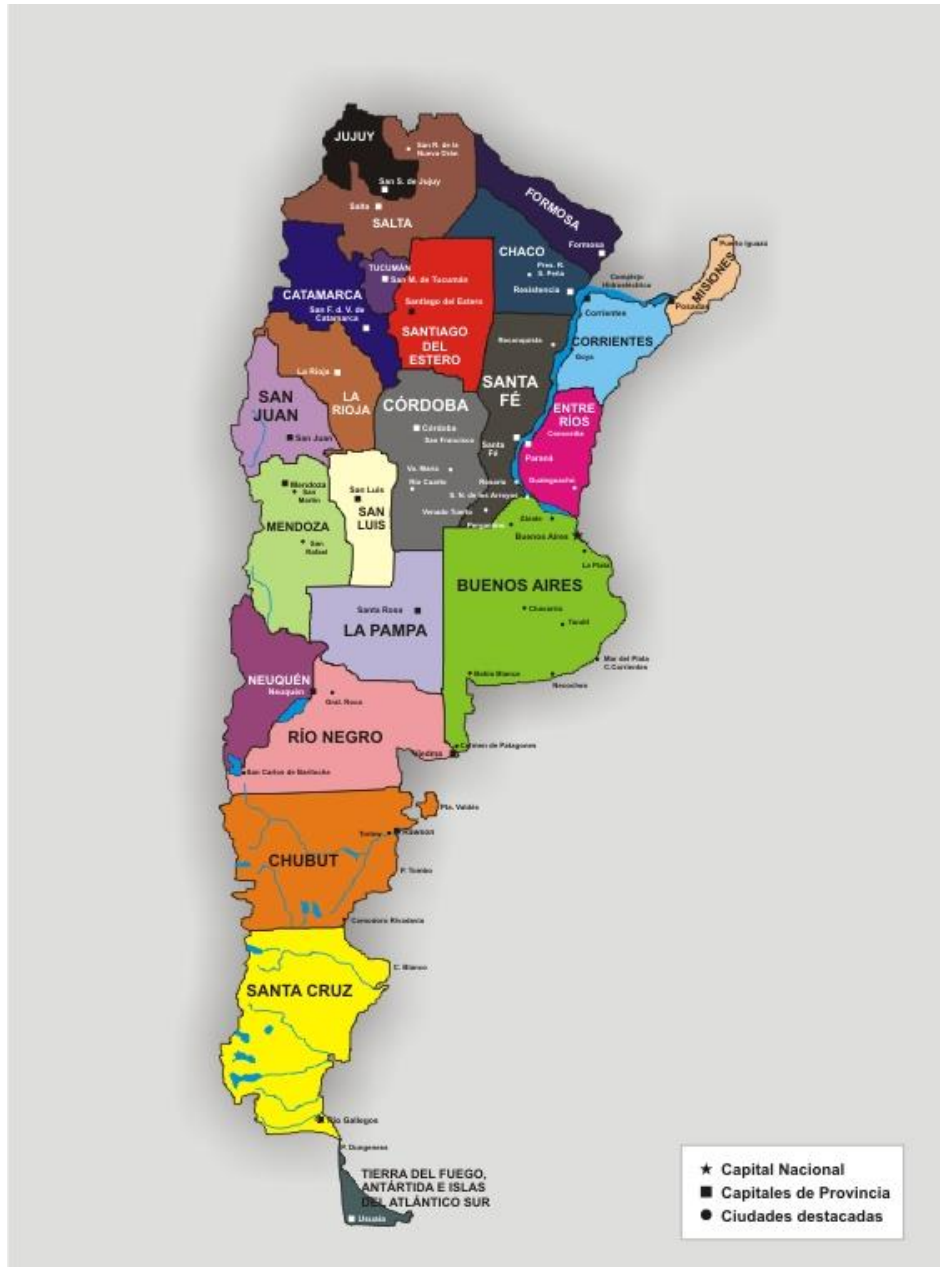 JUJUY
San R. de la
Nueva Orán
San S. de Jujuy
Salta
SALTA
FORMOSA
Formosa
CHACO
Pres. R.
S. Peña
Resistencia
Puerto Iguazú
MISIONES
Posadas
Complejo
Hidroeléctrico
Corrientes
CORRIENTES
Goya
TUCUMÁN
San M. de Tucumán
CATAMARCA
San F. d. V. de
Catamarca
Santiago del Estero
SANTIAGO
DEL
ESTERO
Reconquista
SANTA
FÉ
Santa
Fé
Rosario
S. N. de los Arroyos
Venado Tuerto
Pergamino
La Rioja
LA
RIOJA
SAN
JUAN
San Juan
CÓRDOBA
Córdoba
San Francisco
Va. María
Río Cuarto
ENTRE
RÍOS
Concordia
Paraná
Gualeguachú
Mendoza
San
Martín
MENDOZA
San
Rafael
San Luis
SAN
LUIS
Zárate
Buenos Aires
La Plata
BUENOS AIRES
Chavarría
Tandil
Mar del Plata
C.Corrientes
Bahía Blanca
Necochea
Santa Rosa
LA PAMPA
NEUQUÉN
Neuquén
Gral. Roca
RÍO NEGRO
Viedma
Carmen de Patagones
San Carlos de Bariloche
Pla. Valdés
Trelew
Rawson
CHUBUT
P. Tombo
Comodoro Rivadavia
C. Blanco
SANTA CRUZ
Río Gallegos
P. Dungeness
TIERRA DEL FUEGO,
ANTÁRTIDA E ISLAS
DEL ATLÁNTICO SUR
Usuaia
Capital Nacional
Capitales de Provincia
Ciudades destacadas